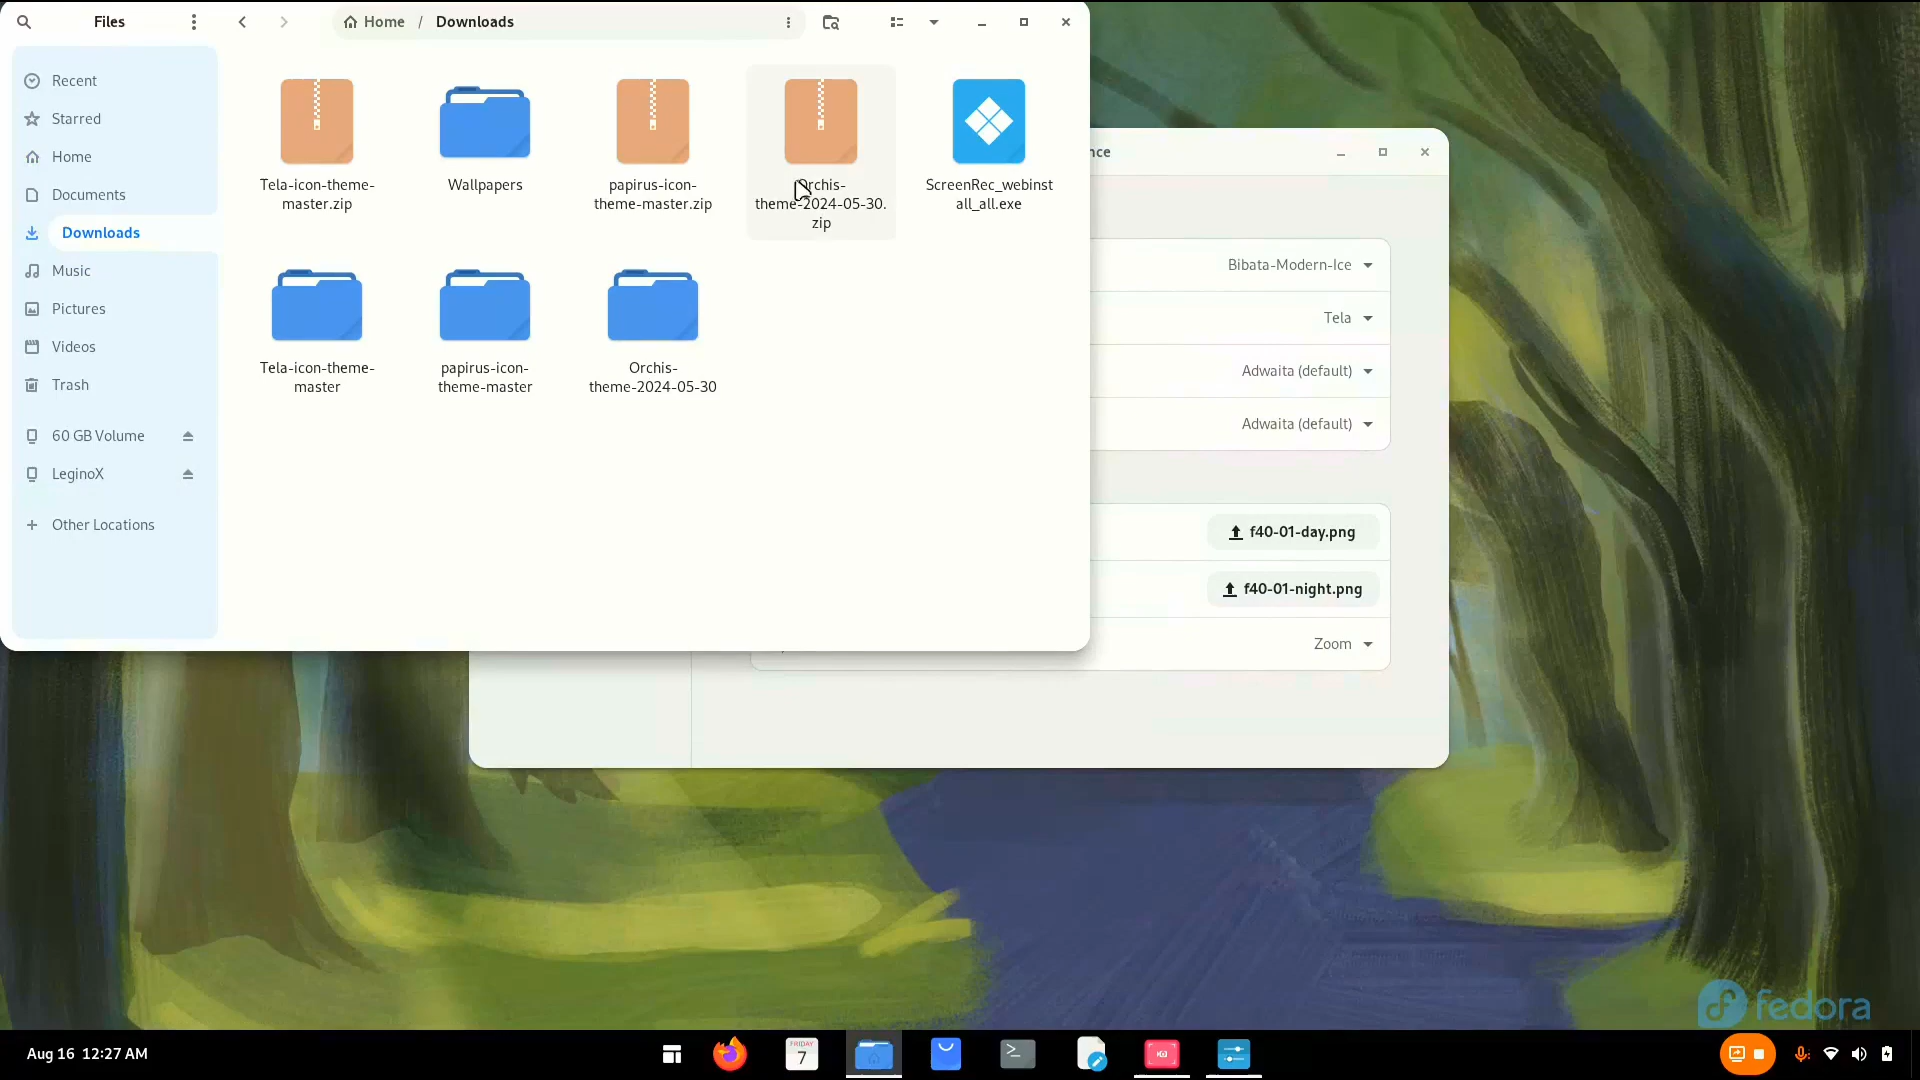 Files
Home / Downloads
Recent
Starred
Home
Documents
Downloads
Music
Pictures
Videos
Trash
60 GB Volume
LeginoX
+ Other Locations
Tela-icon-theme-
master.zip
Wallpapers
papirus-icon-
theme-master.zip
Orchis-
theme-2024-05-30.
zip
ScreenRec_webinst
all_all.exe
Tela-icon-theme-
master
papirus-icon-
theme-master
Orchis-
theme-2024-05-30
nce
Bibata-Modern-Ice
Tela
Adwaita (default)
Adwaita (default)
f40-01-day.png
f40-01-night.png
Zoom
fedora
Aug 16 12:27 AM
FRIDAY
7